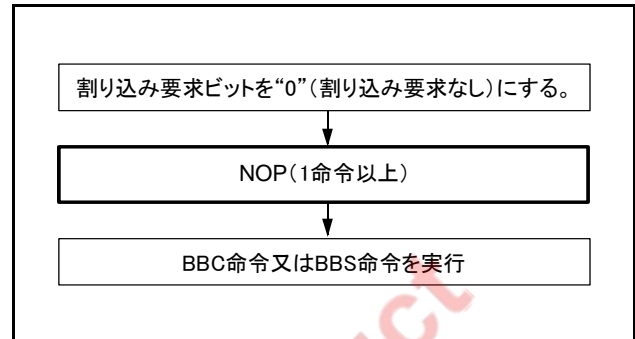 割り込み要求ビットを“0”（割り込み要求なし）にする。
NOP（1命令以上）
BBC命令又はBBS命令を実行
uct